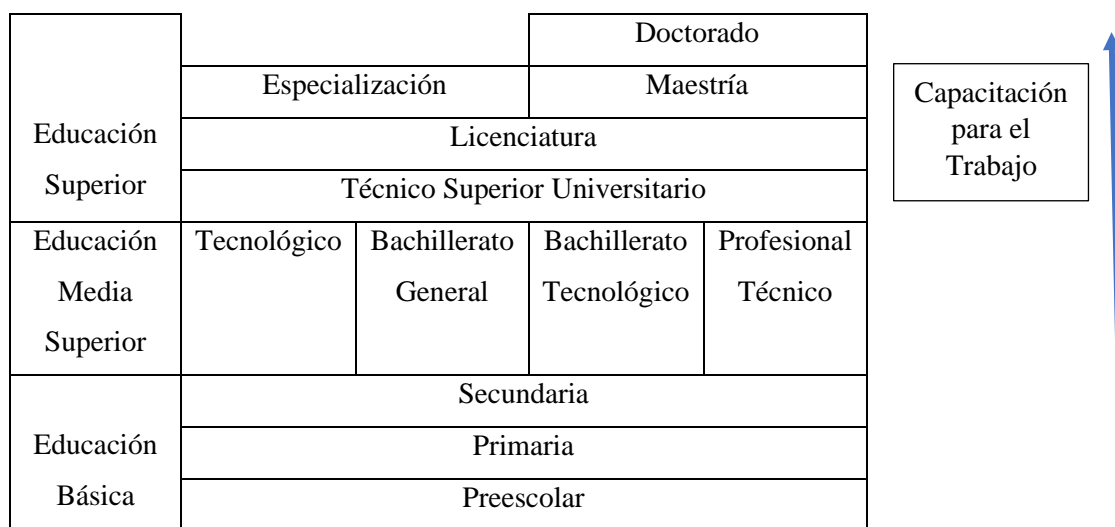 Doctorado
Especialización Maestría
Educación
Superior
Licenciatura
Técnico Superior Universitario
Capacitación
para el
Trabajo
Educación
Media
Superior
Tecnológico
Bachillerato
General
Bachillerato
Tecnológico
Profesional
Técnico
Educación
Básica
Secundaria
Primaria
Preescolar